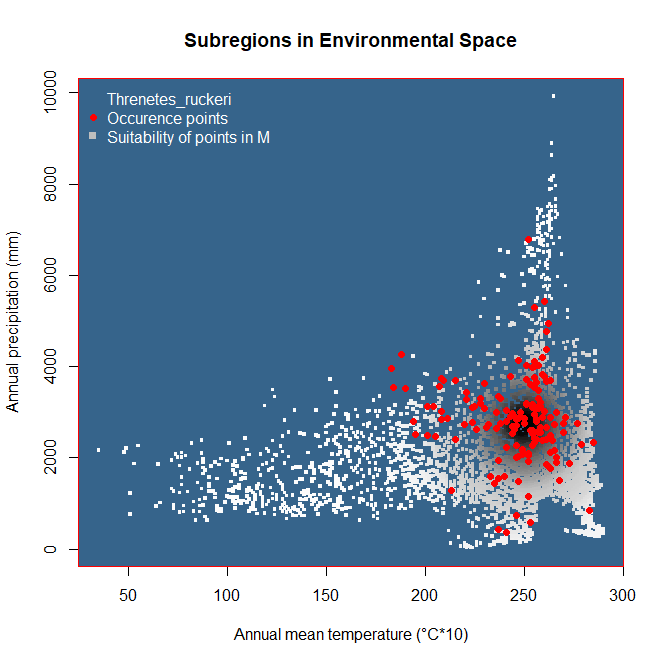 Subregions in Environmental Space
Threnetes_ruckeri
Occurence points
Suitability of points in M
10000
8000
6000
4000
2000
0
Annual precipitation (mm)
50 100 150 200 250 300
Annual mean temperature (°C*10)